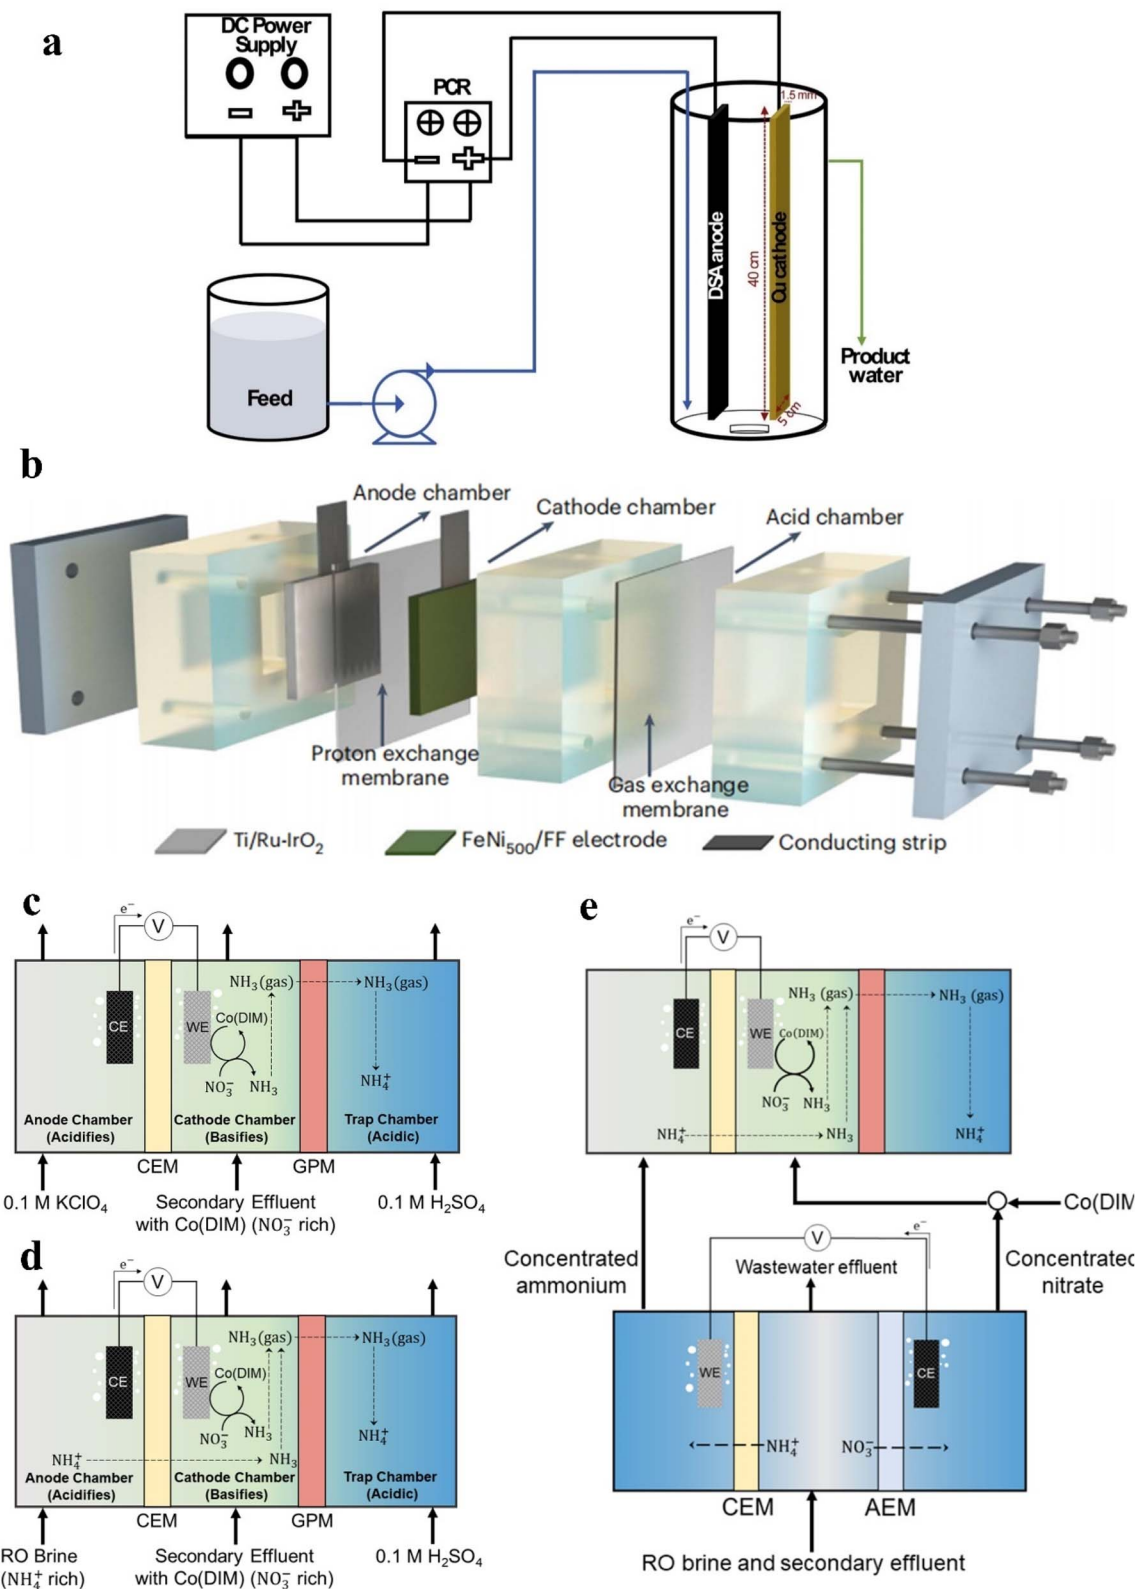 a
DC Power
Supply
PCR
1.5 mm
DSA anode
40 cm
Cu cathode
5 cm
Feed
Product
water
b
Anode chamber
Cathode chamber
Acid chamber
Proton exchange
membrane
Gas exchange
membrane
Ti/Ru-IrO₂
FeNi₅₀₀/FF electrode
Conducting strip
c
e⁻
V
CE
WE
NH₃(gas)
NH₃(gas)
Co(DIM)
NO₃⁻
NH₃
NH₄⁺
Anode Chamber
(Acidifies)
Cathode Chamber
(Basifies)
Trap Chamber
(Acidic)
CEM
GPM
0.1 M KClO₄
Secondary Effluent
with Co(DIM) (NO₃⁻ rich)
0.1 M H₂SO₄
d
e⁻
V
CE
WE
NH₃(gas)
NH₃(gas)
Co(DIM)
NO₃⁻
NH₃
NH₄⁺
NH₄⁺
NH₃
Anode Chamber
(Acidifies)
Cathode Chamber
(Basifies)
Trap Chamber
(Acidic)
CEM
GPM
RO Brine
(NH₄⁺ rich)
Secondary Effluent
with Co(DIM) (NO₃⁻ rich)
0.1 M H₂SO₄
e
e⁻
V
CE
WE
NH₃ (gas)
NH₃ (gas)
Co(DIM)
NO₃⁻
NH₃
NH₄⁺
NH₃
NH₄⁺
Co(DIM
Concentrated
ammonium
V
e⁻
Wastewater effluent
Concentrated
nitrate
WE
CE
NH₄⁺
NO₃⁻
CEM
AEM
RO brine and secondary effluent